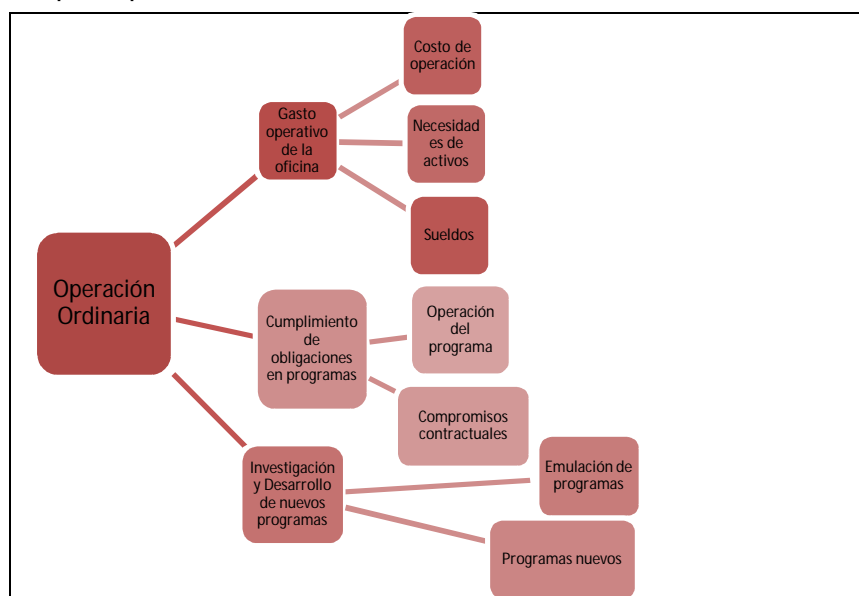 Costo de
operación
Gasto
operativo
de la
oficina
Necesidad
es de
activos
Sueldos
Operación
Ordinaria
Cumplimiento
de
obligaciones
en programas
Operación
del
programa
Compromisos
contractuales
Investigación
y Desarrollo
de nuevos
programas
Emulación de
programas
Programas nuevos